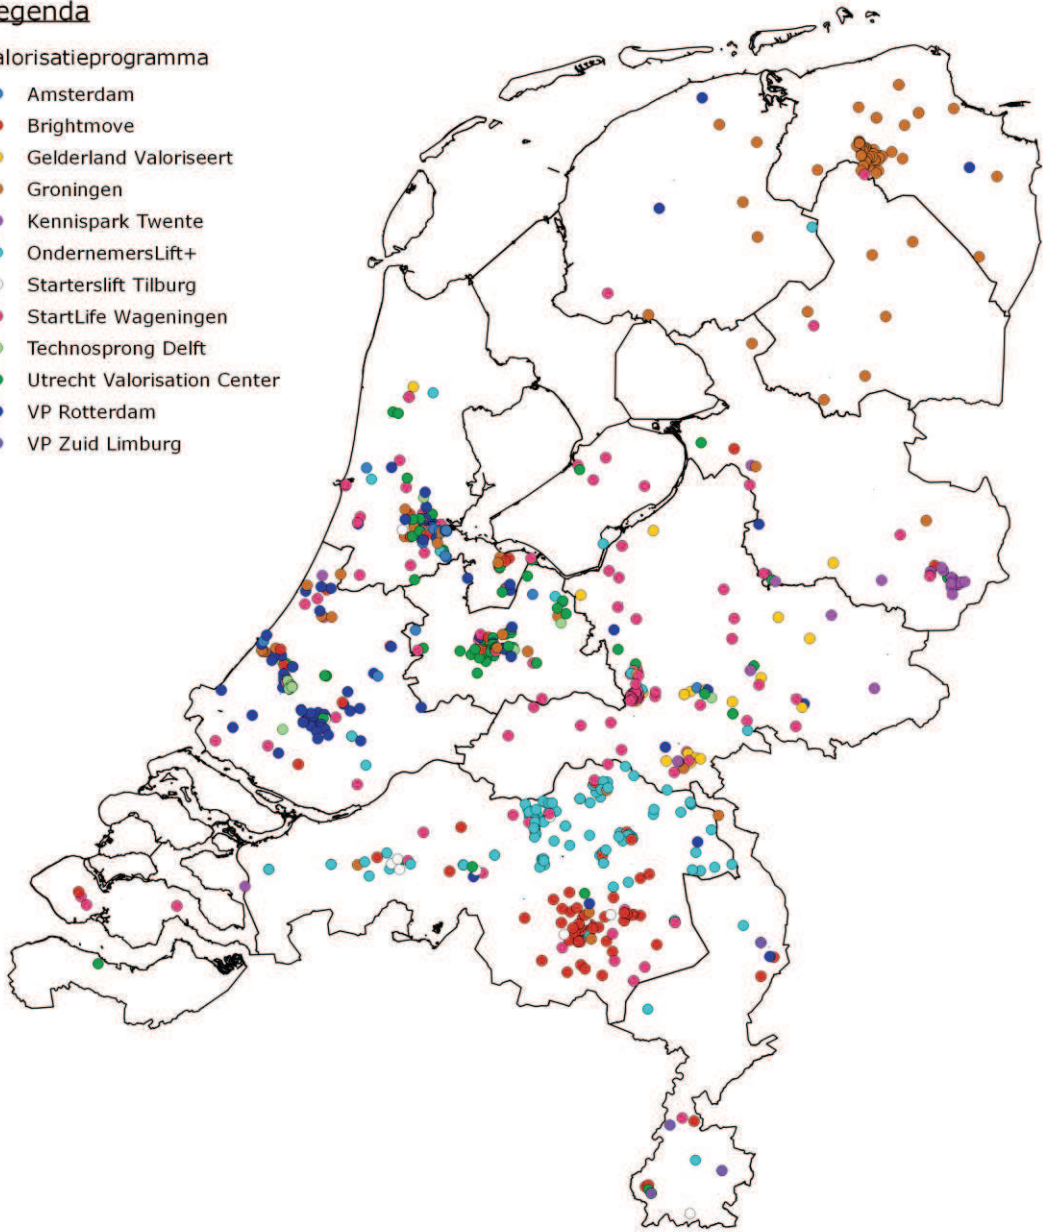 egenda
alorisatieprogramma
Amsterdam
Brightmove
Gelderland Valoriseert
Groningen
Kennispark Twente
OndernemersLift+
Starterslift Tilburg
StartLife Wageningen
Technosprong Delft
Utrecht Valorisation Center
VP Rotterdam
VP Zuid Limburg